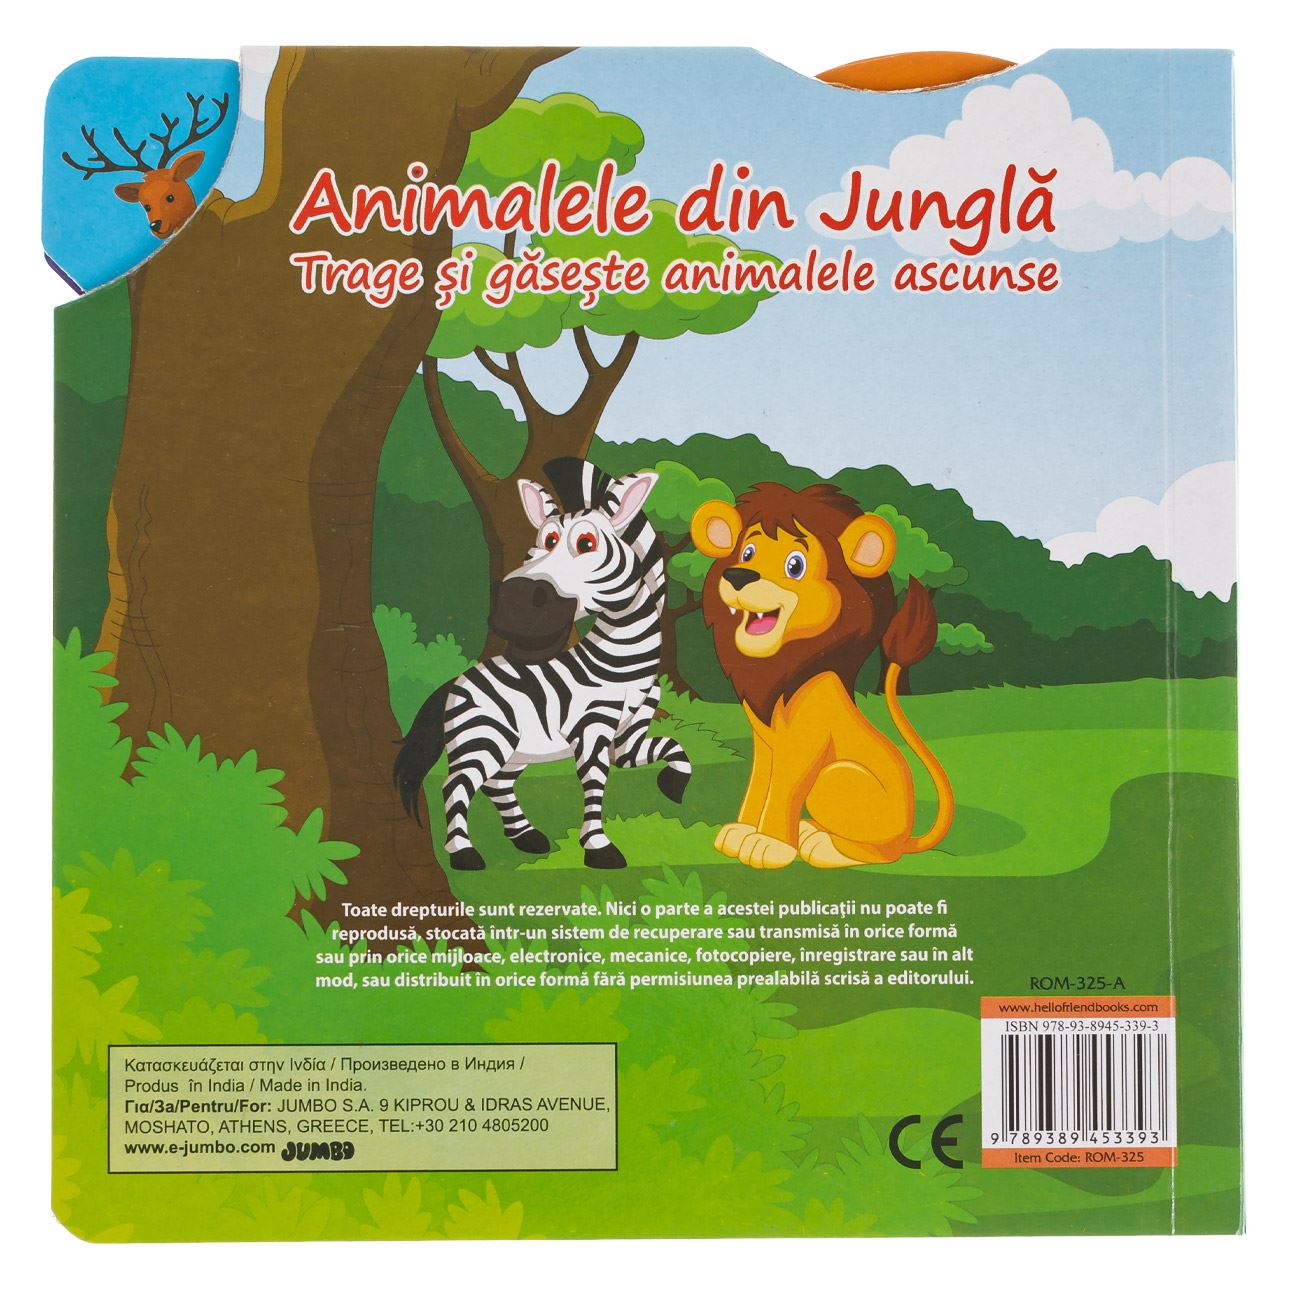 Animalele din Junglă
Trage și găsește animalele ascunse
Toate drepturile sunt rezervate. Nici o parte a acestei publicații nu poate fi
reprodusă, stocată într-un sistem de recuperare sau transmisă în orice formă
sau prin orice mijloace, electronice, mecanice, fotocopiere, înregistrare sau în alt
mod, sau distribuit în orice formă fără permisiunea prealabilă scrisă a editorului.
ROM-325-A
www.hellofriendbooks.com
ISBN 978-93-8945-339-3
9 789389 453393
Item Code: ROM-325
CE
Κατασκευάζεται στην Ινδία / Произведено в Индия /
Produs în India / Made in India.
Για/За/Pentru/For: JUMBO S.A. 9 KIPROU & IDRAS AVENUE,
MOSHATO, ATHENS, GREECE, TEL:+30 210 4805200
www.e-jumbo.com JUMBO